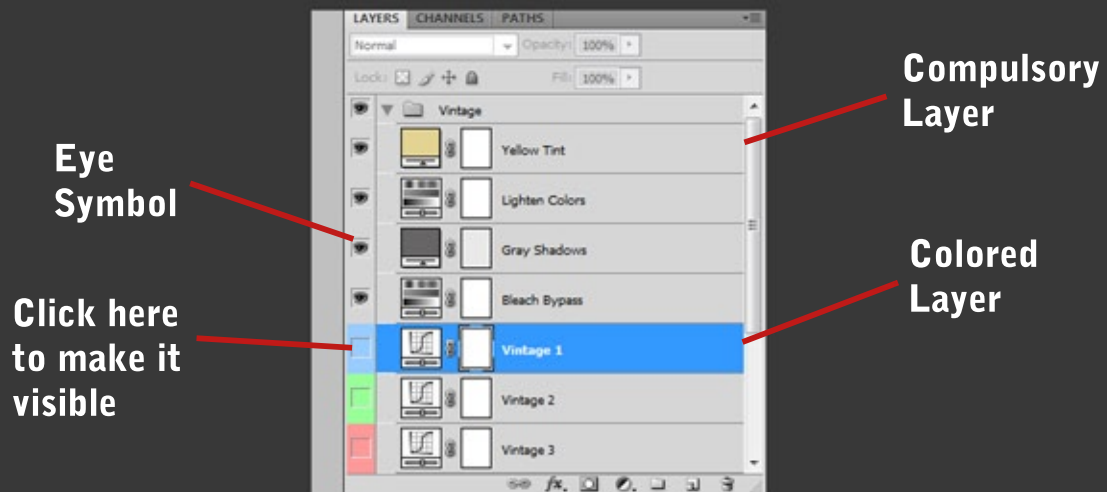 LAYERS CHANNELS PATHS
Normal Opacity: 100%
Lock: Fill: 100%
Vintage
Yellow Tint
Lighten Colors
Gray Shadows
Bleach Bypass
Vintage 1
Vintage 2
Vintage 3
fx.
Eye
Symbol
Click here
to make it
visible
Compulsory
Layer
Colored
Layer